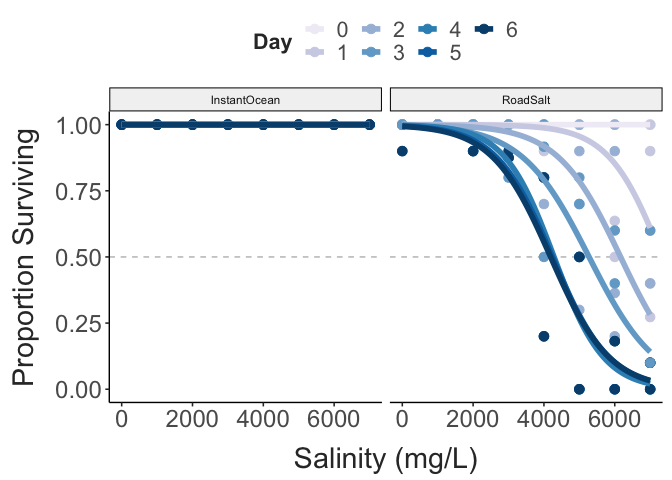 Day 0 2 4 6
1 3 5
InstantOcean RoadSalt
1.00
0.75
0.50
0.25
0.00
Proportion Surviving
0 2000 4000 6000 0 2000 4000 6000
Salinity (mg/L)